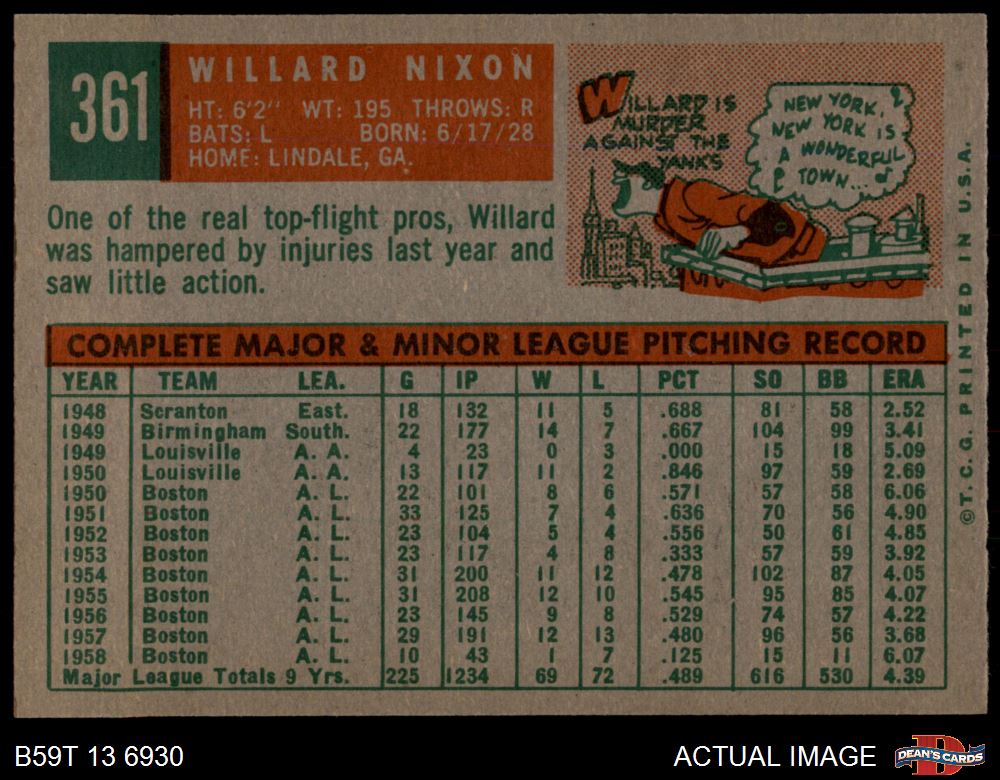 361
WILLARD NIXON
HT: 6'2" WT: 195 THROWS: R
BATS: L BORN: 6/17/28
HOME: LINDALE, GA.
One of the real top-flight pros, Willard
was hampered by injuries last year and
saw little action.
WILLARD IS
MURDER
AGAINST THE
YANKS
NEW YORK,
NEW YORK IS
A WONDERFUL
TOWN...
COMPLETE MAJOR & MINOR LEAGUE PITCHING RECORD
YEAR TEAM LEA. G IP W L PCT SO BB ERA
1948 Scranton East. 18 132 11 5 .688 81 58 2.52
1949 Birmingham South. 22 177 14 7 .667 104 99 3.41
1949 Louisville A. A. 4 23 0 3 .000 15 18 5.09
1950 Louisville A. A. 13 117 11 2 .846 97 59 2.69
1950 Boston A. L. 22 101 8 6 .571 57 58 6.06
1951 Boston A. L. 33 125 7 4 .636 70 56 4.90
1952 Boston A. L. 23 104 5 4 .556 50 61 4.85
1953 Boston A. L. 23 117 4 8 .333 57 59 3.92
1954 Boston A. L. 31 200 11 12 .478 102 87 4.05
1955 Boston A. L. 31 208 12 10 .545 95 85 4.07
1956 Boston A. L. 23 145 9 8 .529 74 57 4.22
1957 Boston A. L. 29 191 12 13 .480 96 56 3.68
1958 Boston A. L. 10 43 1 7 .125 15 11 6.07
Major League Totals 9 Yrs. 225 1234 69 72 .489 616 530 4.39
©T. C. G. PRINTED IN U.S.A.
B59T 13 6930
ACTUAL IMAGE
DEAN'S CARDS